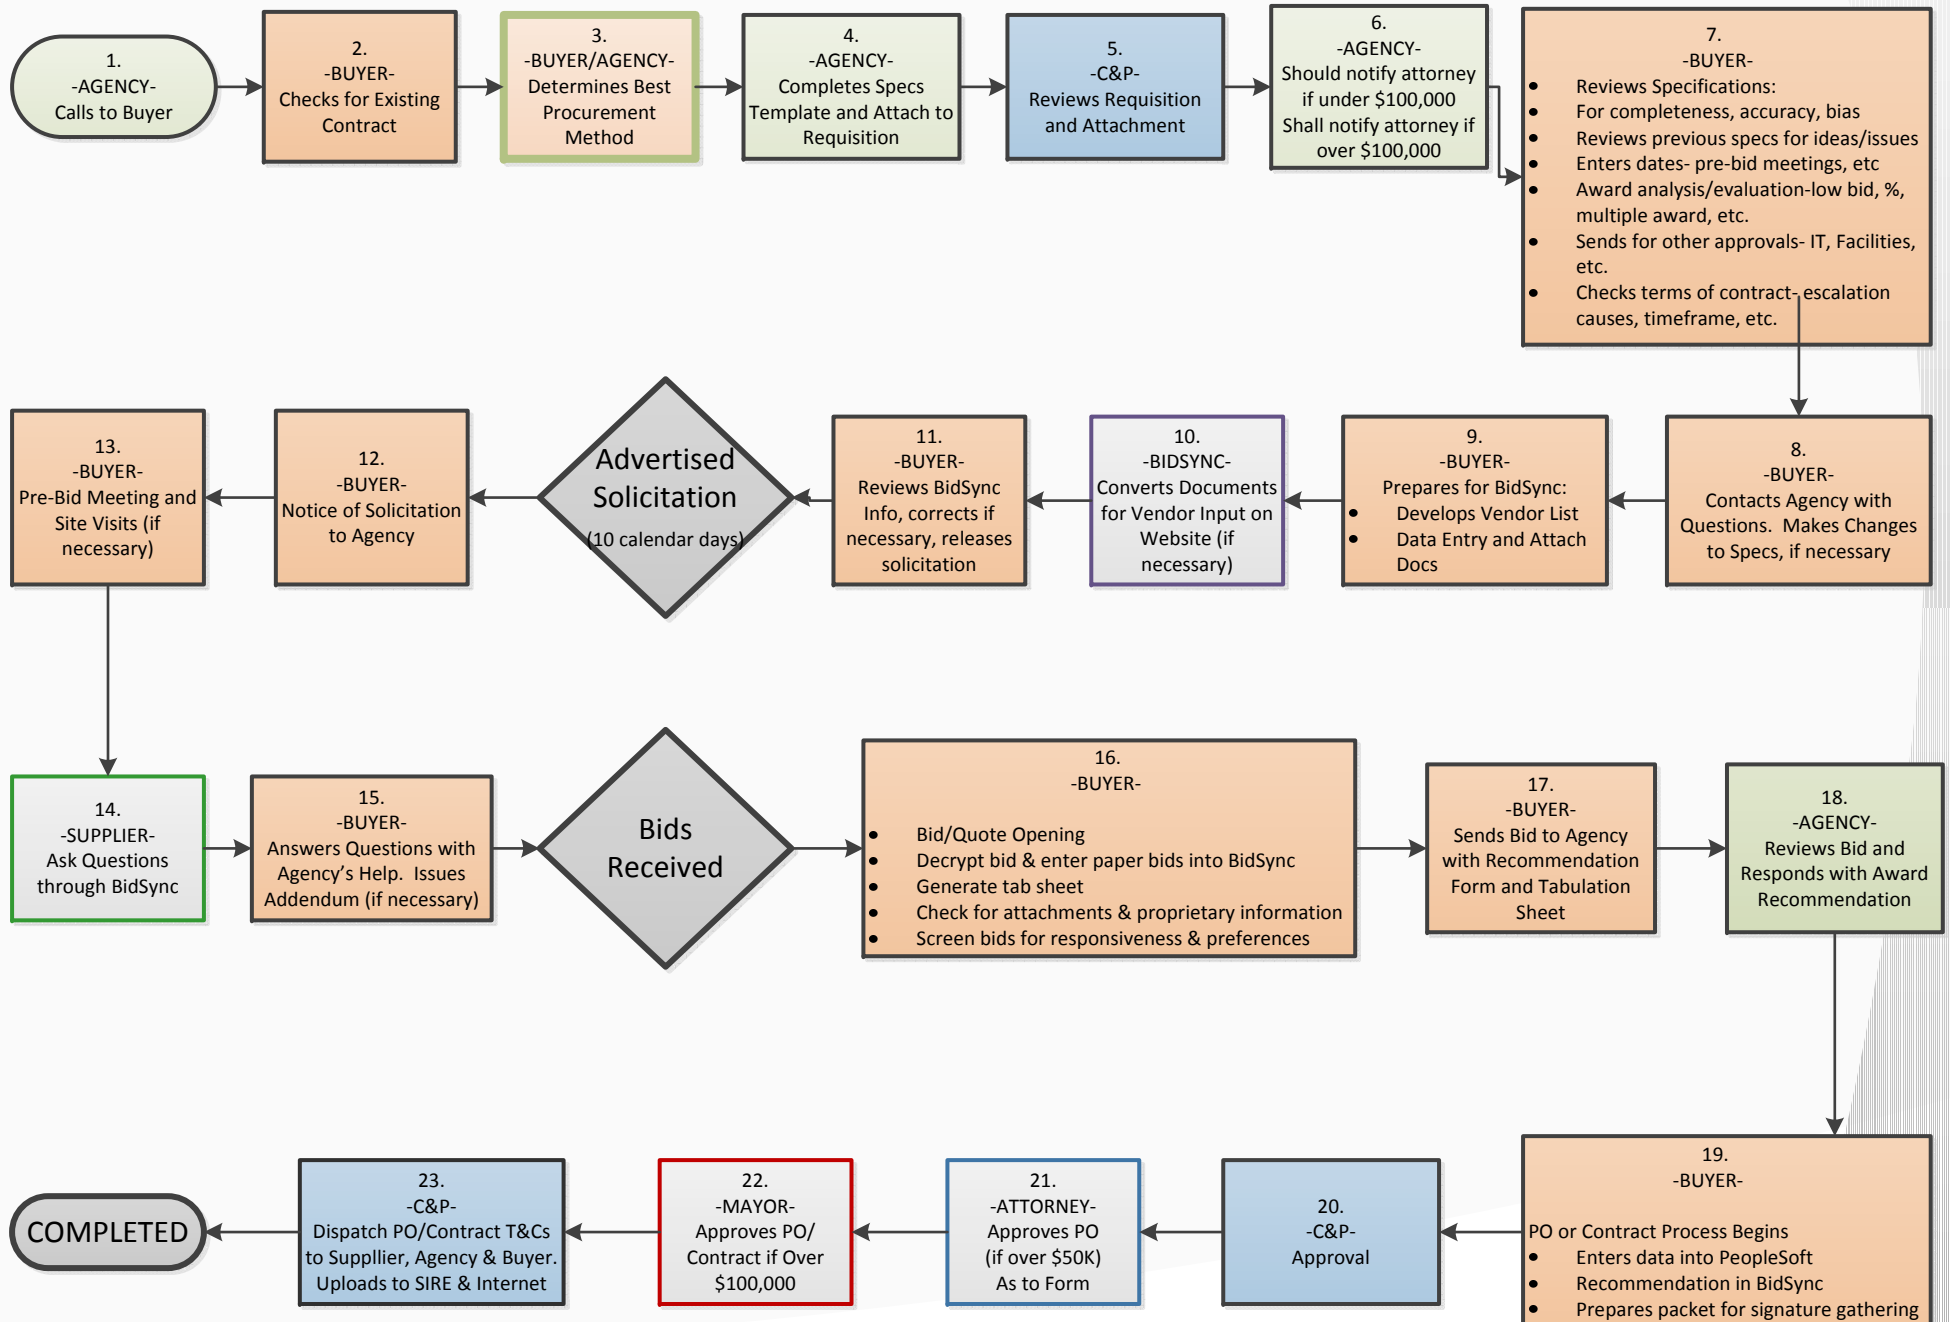 1.
-AGENCY-
Calls to Buyer
2.
-BUYER-
Checks for Existing
Contract
3.
-BUYER/AGENCY-
Determines Best
Procurement
Method
4.
-AGENCY-
Completes Specs
Template and Attach to
Requisition
5.
-C&P-
Reviews Requisition
and Attachment
6.
-AGENCY-
Should notify attorney
if under $100,000
Shall notify attorney if
over $100,000
7.
-BUYER-
• Reviews Specifications:
• For completeness, accuracy, bias
• Reviews previous specs for ideas/issues
• Enters dates- pre-bid meetings, etc
• Award analysis/evaluation-low bid, %,
multiple award, etc.
• Sends for other approvals- IT, Facilities,
etc.
• Checks terms of contract- escalation
causes, timeframe, etc.
8.
-BUYER-
Contacts Agency with
Questions. Makes Changes
to Specs, if necessary
9.
-BUYER-
Prepares for BidSync:
• Develops Vendor List
• Data Entry and Attach
Docs
10.
-BIDSYNC-
Converts Documents
for Vendor Input on
Website (if
necessary)
11.
-BUYER-
Reviews BidSync
Info, corrects if
necessary, releases
solicitation
Advertised
Solicitation
(10 calendar days)
12.
-BUYER-
Notice of Solicitation
to Agency
13.
-BUYER-
Pre-Bid Meeting and
Site Visits (if
necessary)
14.
-SUPPLIER-
Ask Questions
through BidSync
15.
-BUYER-
Answers Questions with
Agency’s Help. Issues
Addendum (if necessary)
Bids
Received
16.
-BUYER-
• Bid/Quote Opening
• Decrypt bid & enter paper bids into BidSync
• Generate tab sheet
• Check for attachments & proprietary information
• Screen bids for responsiveness & preferences
17.
-BUYER-
Sends Bid to Agency
with Recommendation
Form and Tabulation
Sheet
18.
-AGENCY-
Reviews Bid and
Responds with Award
Recommendation
19.
-BUYER-
PO or Contract Process Begins
• Enters data into PeopleSoft
• Recommendation in BidSync
• Prepares packet for signature gathering
20.
-C&P-
Approval
21.
-ATTORNEY-
Approves PO
(if over $50K)
As to Form
22.
-MAYOR-
Approves PO/
Contract if Over
$100,000
23.
-C&P-
Dispatch PO/Contract T&Cs
to Suppllier, Agency & Buyer.
Uploads to SIRE & Internet
COMPLETED